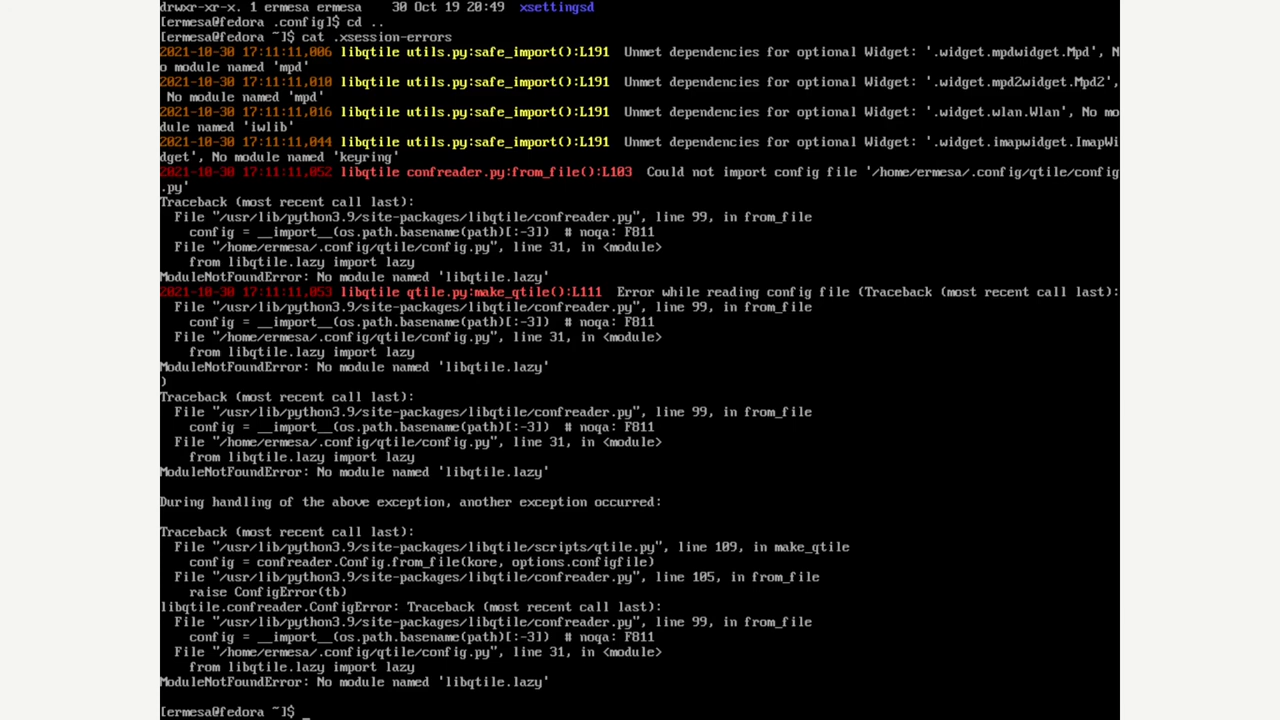 drwxr-xr-x. 1 ermesa ermesa    30 Oct 19 20:49  xsettingsd
[ermesa@fedora .config]$ cd ..
[ermesa@fedora ~]$ cat .xsession-errors
2021-10-30 17:11:11,006 libqtile utils.py:safe_import():L191  Unmet dependencies for optional Widget: '.widget.mpdwidget.Mpd', N
o module named 'mpd'
2021-10-30 17:11:11,010 libqtile utils.py:safe_import():L191  Unmet dependencies for optional Widget: '.widget.mpd2widget.Mpd2',
 No module named 'mpd'
2021-10-30 17:11:11,016 libqtile utils.py:safe_import():L191  Unmet dependencies for optional Widget: '.widget.wlan.Wlan', No mo
dule named 'iwlib'
2021-10-30 17:11:11,044 libqtile utils.py:safe_import():L191  Unmet dependencies for optional Widget: '.widget.imapwidget.ImapWi
dget', No module named 'keyring'
2021-10-30 17:11:11,052 libqtile confreader.py:from_file():L103  Could not import config file '/home/ermesa/.config/qtile/config
.py'
Traceback (most recent call last):
  File "/usr/lib/python3.9/site-packages/libqtile/confreader.py", line 99, in from_file
    config = __import__(os.path.basename(path)[:-3])  # noqa: F811
  File "/home/ermesa/.config/qtile/config.py", line 31, in <module>
    from libqtile.lazy import lazy
ModuleNotFoundError: No module named 'libqtile.lazy'
2021-10-30 17:11:11,053 libqtile qtile.py:make_qtile():L111  Error while reading config file (Traceback (most recent call last):
  File "/usr/lib/python3.9/site-packages/libqtile/confreader.py", line 99, in from_file
    config = __import__(os.path.basename(path)[:-3])  # noqa: F811
  File "/home/ermesa/.config/qtile/config.py", line 31, in <module>
    from libqtile.lazy import lazy
ModuleNotFoundError: No module named 'libqtile.lazy'
)
Traceback (most recent call last):
  File "/usr/lib/python3.9/site-packages/libqtile/confreader.py", line 99, in from_file
    config = __import__(os.path.basename(path)[:-3])  # noqa: F811
  File "/home/ermesa/.config/qtile/config.py", line 31, in <module>
    from libqtile.lazy import lazy
ModuleNotFoundError: No module named 'libqtile.lazy'

During handling of the above exception, another exception occurred:

Traceback (most recent call last):
  File "/usr/lib/python3.9/site-packages/libqtile/scripts/qtile.py", line 109, in make_qtile
    config = confreader.Config.from_file(kore, options.configfile)
  File "/usr/lib/python3.9/site-packages/libqtile/confreader.py", line 105, in from_file
    raise ConfigError(tb)
libqtile.confreader.ConfigError: Traceback (most recent call last):
  File "/usr/lib/python3.9/site-packages/libqtile/confreader.py", line 99, in from_file
    config = __import__(os.path.basename(path)[:-3])  # noqa: F811
  File "/home/ermesa/.config/qtile/config.py", line 31, in <module>
    from libqtile.lazy import lazy
ModuleNotFoundError: No module named 'libqtile.lazy'

[ermesa@fedora ~]$ _